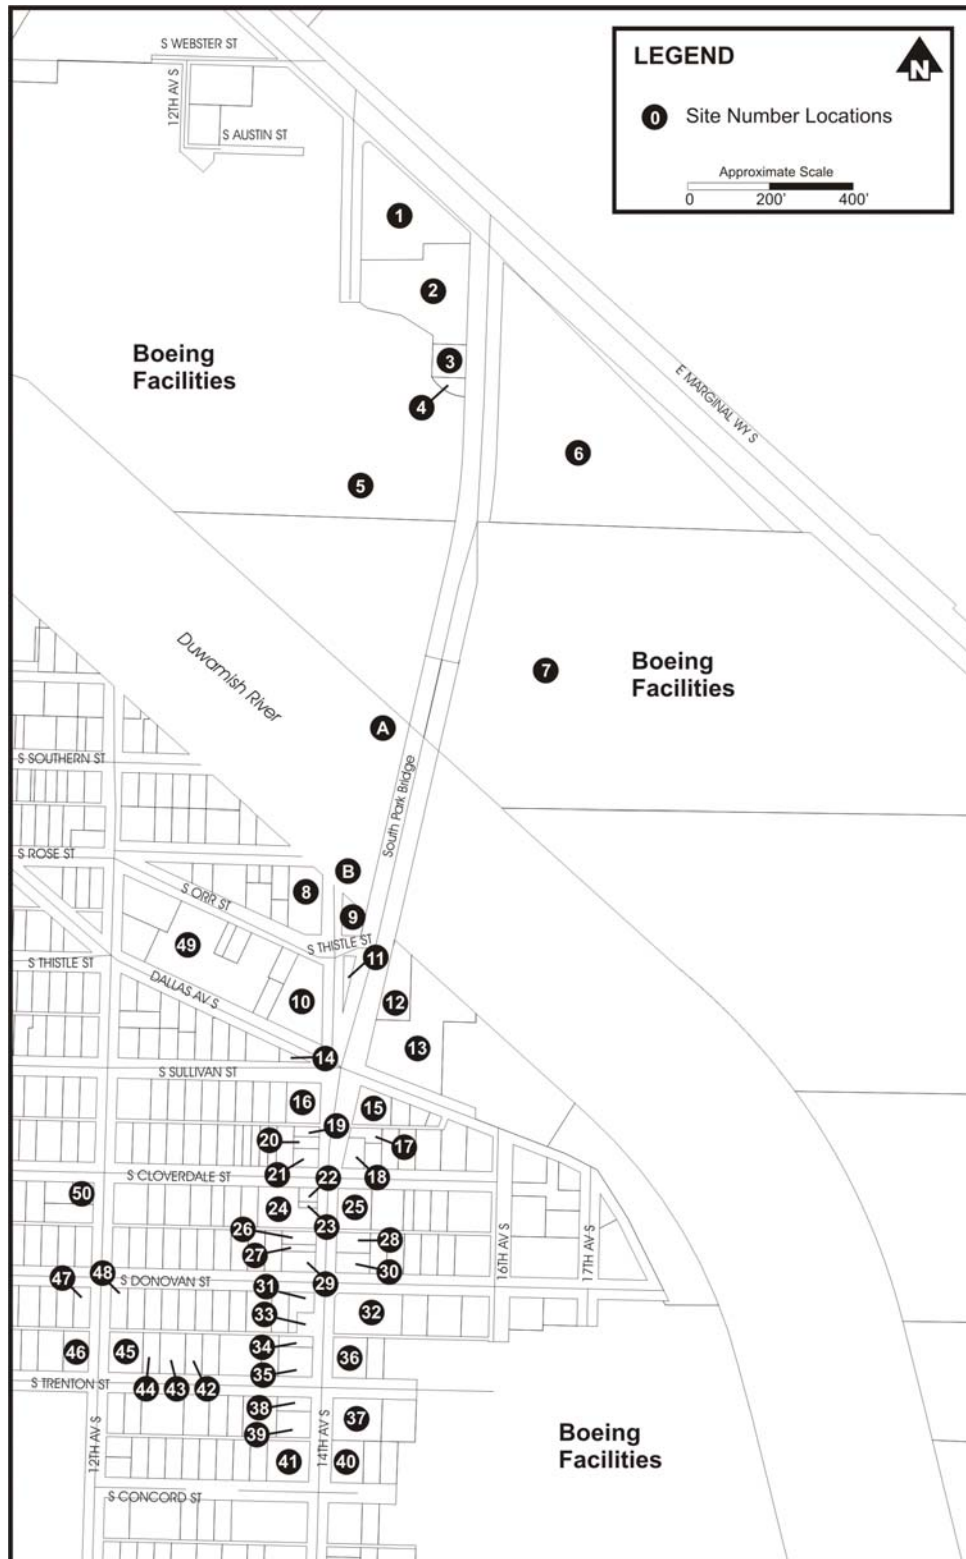 S WEBSTER ST
12TH AV S
S AUSTIN ST
LEGEND
N
0 Site Number Locations
Approximate Scale
0 200' 400'
1
2
Boeing
Facilities
3
4
E MARGINAL WY S
6
5
Duwamish River
7
Boeing
Facilities
A
S SOUTHERN ST
South Park Bridge
S ROSE ST
B
8
S ORR ST
9
49
S THISTLE ST
11
S THISTLE ST
DALLAS AV S
10
12
13
14
S SULLIVAN ST
16
15
19
20
17
21
S CLOVERDALE ST
22
18
50
24
25
23
26
28
27
16TH AV S
17TH AV S
30
47
48
S DONOVAN ST
29
31
33
32
34
46
45
36
35
S TRENTON ST
44
43
42
38
37
39
12TH AV S
14TH AV S
Boeing
Facilities
41
40
S CONCORD ST